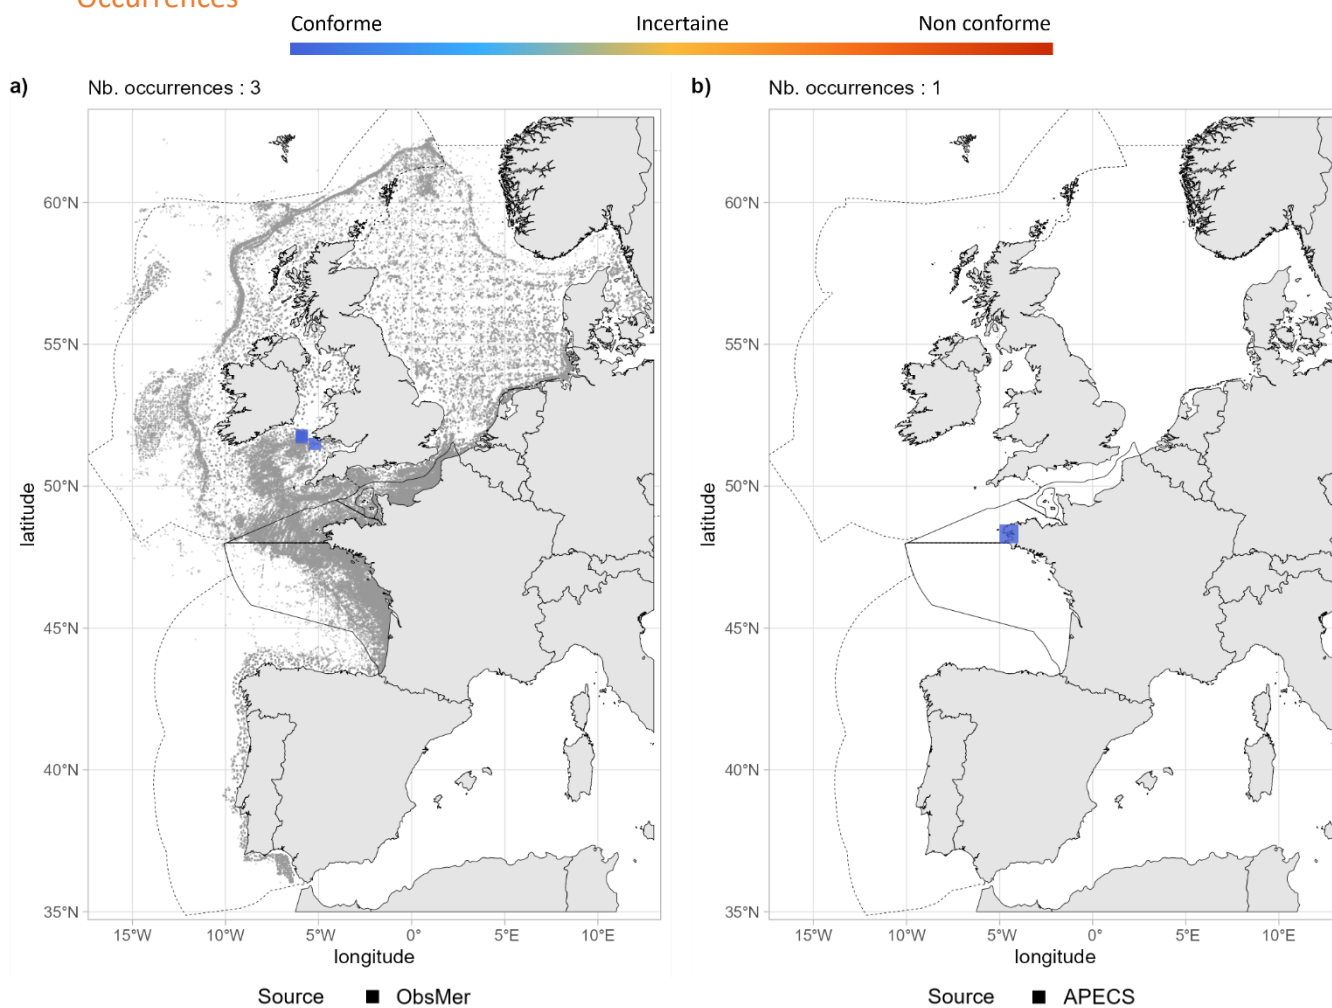 Occurrences
Conforme
Incertaine
Non conforme
a)
Nb. occurrences : 3
60°N
55°N
50°N
45°N
40°N
35°N
latitude
15°W
10°W
5°W
0°
5°E
10°E
longitude
Source
ObsMer
b)
Nb. occurrences : 1
60°N
55°N
50°N
45°N
40°N
35°N
latitude
15°W
10°W
5°W
0°
5°E
10°E
longitude
Source
APECS